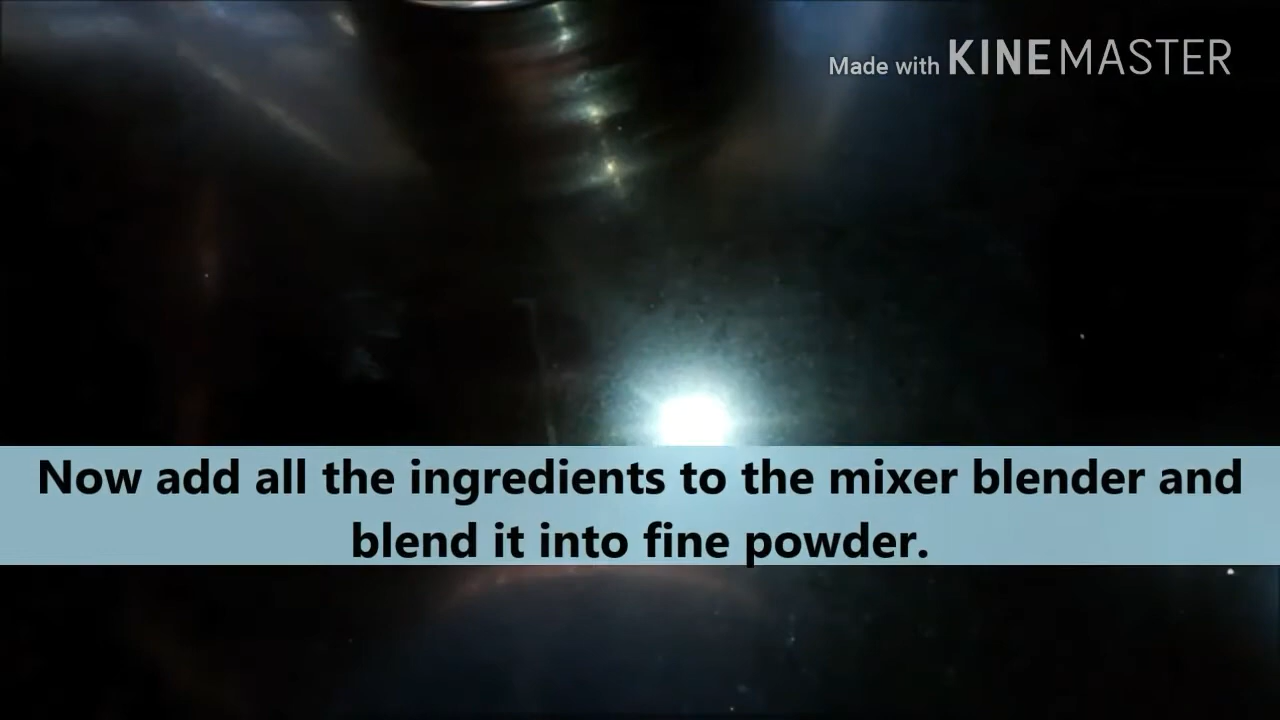 Made with KINEMASTER
Now add all the ingredients to the mixer blender and
blend it into fine powder.